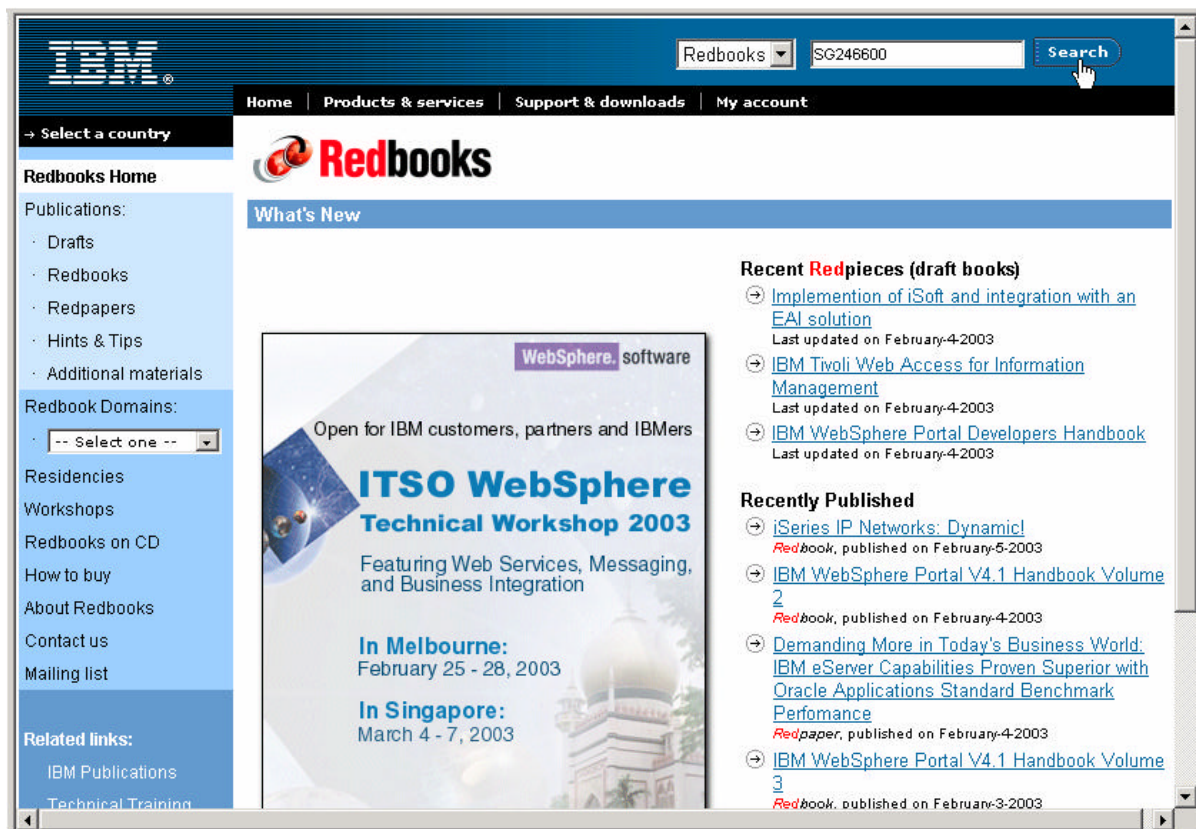 IBM®
Redbooks
SG246600
Search
Home | Products & services | Support & downloads | My account
→ Select a country
Redbooks Home
Publications:
· Drafts
· Redbooks
· Redpapers
· Hints & Tips
· Additional materials
Redbook Domains:
· -- Select one --
Residencies
Workshops
Redbooks on CD
How to buy
About Redbooks
Contact us
Mailing list
Related links:
IBM Publications
Technical Training
Redbooks
What's New
WebSphere. software
Open for IBM customers, partners and IBMers
ITSO WebSphere
Technical Workshop 2003
Featuring Web Services, Messaging,
and Business Integration
In Melbourne:
February 25 - 28, 2003
In Singapore:
March 4 - 7, 2003
Recent Redpieces (draft books)
Implemention of iSoft and integration with an
EAI solution
Last updated on February-4-2003
IBM Tivoli Web Access for Information
Management
Last updated on February-4-2003
IBM WebSphere Portal Developers Handbook
Last updated on February-4-2003
Recently Published
iSeries IP Networks: Dynamic!
Redbook, published on February-5-2003
IBM WebSphere Portal V4.1 Handbook Volume
2
Redbook, published on February-4-2003
Demanding More in Today's Business World:
IBM eServer Capabilities Proven Superior with
Oracle Applications Standard Benchmark
Perfomance
Redpaper, published on February-4-2003
IBM WebSphere Portal V4.1 Handbook Volume
3
Redbook, published on February-3-2003